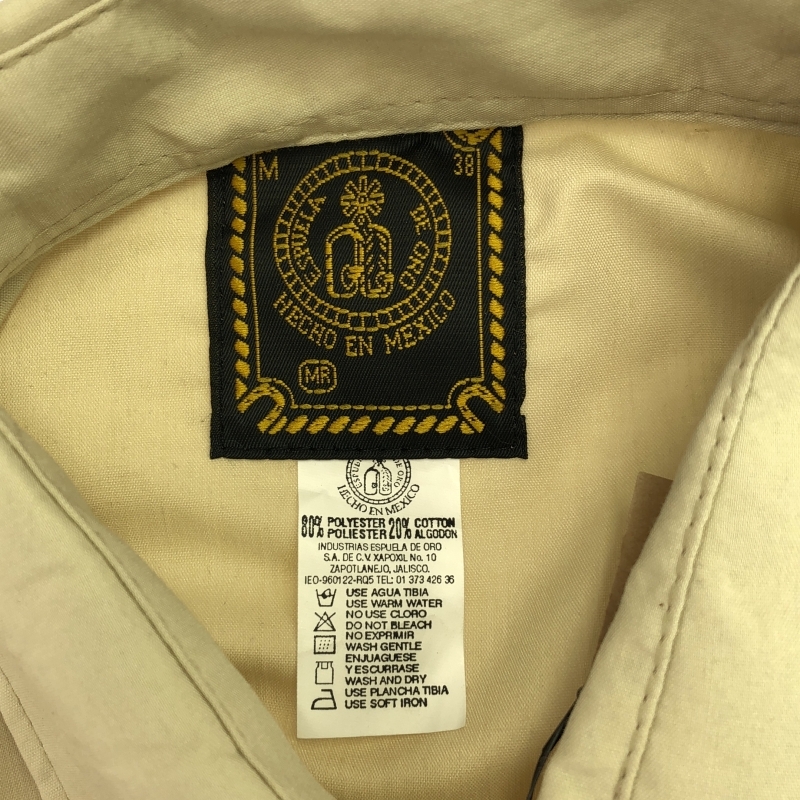 M 38
ESPUELA DE ORO
HECHO EN MEXICO
MR
ESPUELA DE ORO
HECHO EN MEXICO
80% POLYESTER 20% COTTON
POLIESTER ALGODON
INDUSTRIAS ESPUELA DE ORO
S.A. DE C.V. XAPOXIL No. 10
ZAPOTLANEJO, JALISCO.
IEO-960122-RQ5 TEL: 01 373 426 36
USE AGUA TIBIA
USE WARM WATER
NO USE CLORO
DO NOT BLEACH
NO EXPRIMIR
WASH GENTLE
ENJUAGUESE
Y ESCURRASE
WASH AND DRY
USE PLANCHA TIBIA
USE SOFT IRON